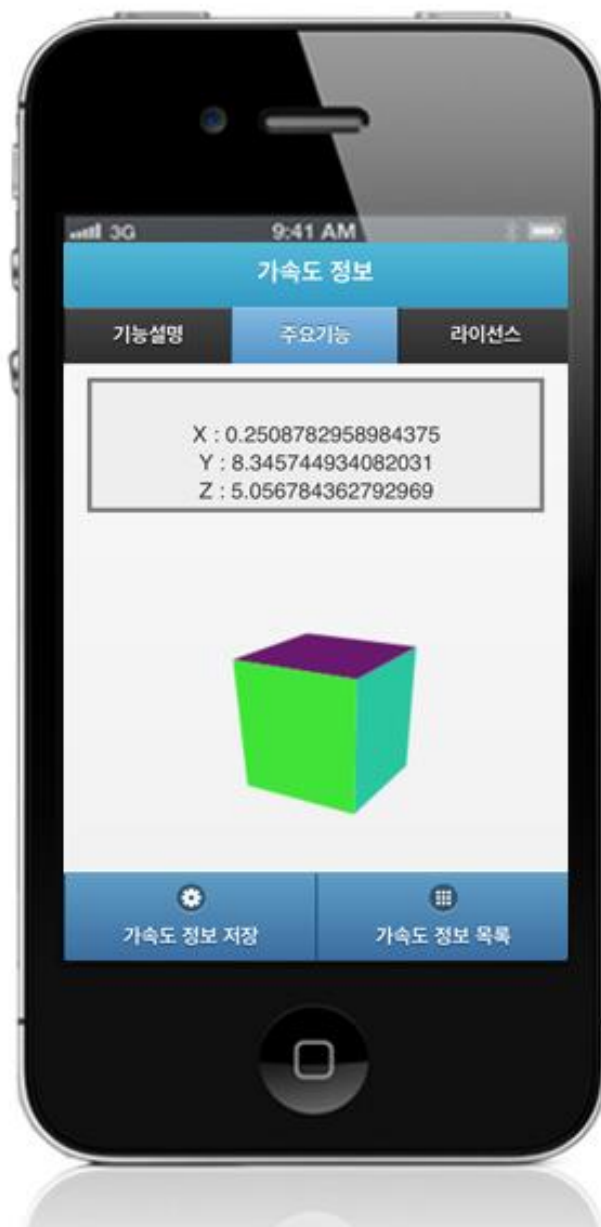 3G 9:41 AM
가속도 정보
기능설명 주요기능 라이선스
X : 0.2508782958984375
Y : 8.345744934082031
Z : 5.056784362792969
가속도 정보 저장 가속도 정보 목록